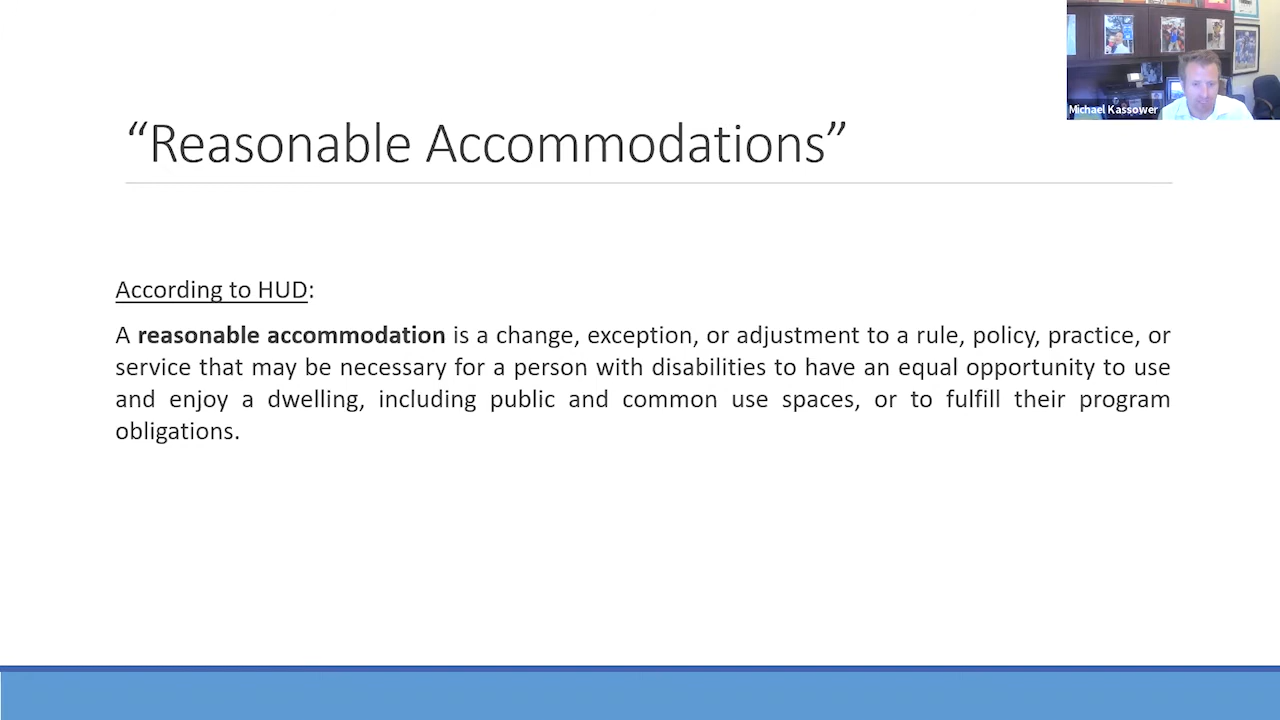 Michael Kassower
“Reasonable Accommodations”
According to HUD:
A reasonable accommodation is a change, exception, or adjustment to a rule, policy, practice, or
service that may be necessary for a person with disabilities to have an equal opportunity to use
and enjoy a dwelling, including public and common use spaces, or to fulfill their program
obligations.